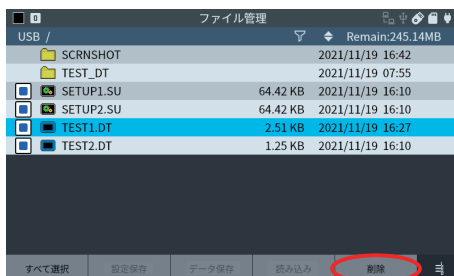 0 ファイル管理
USB / Remain:245.14MB
SCRNSHOT 2021/11/19 16:42
TEST_DT 2021/11/19 07:55
SETUP1.SU 64.42 KB 2021/11/19 16:10
SETUP2.SU 64.42 KB 2021/11/19 16:10
TEST1.DT 2.51 KB 2021/11/19 16:27
TEST2.DT 1.25 KB 2021/11/19 16:10
すべて選択 設定保存 データ保存 読み込み 削除